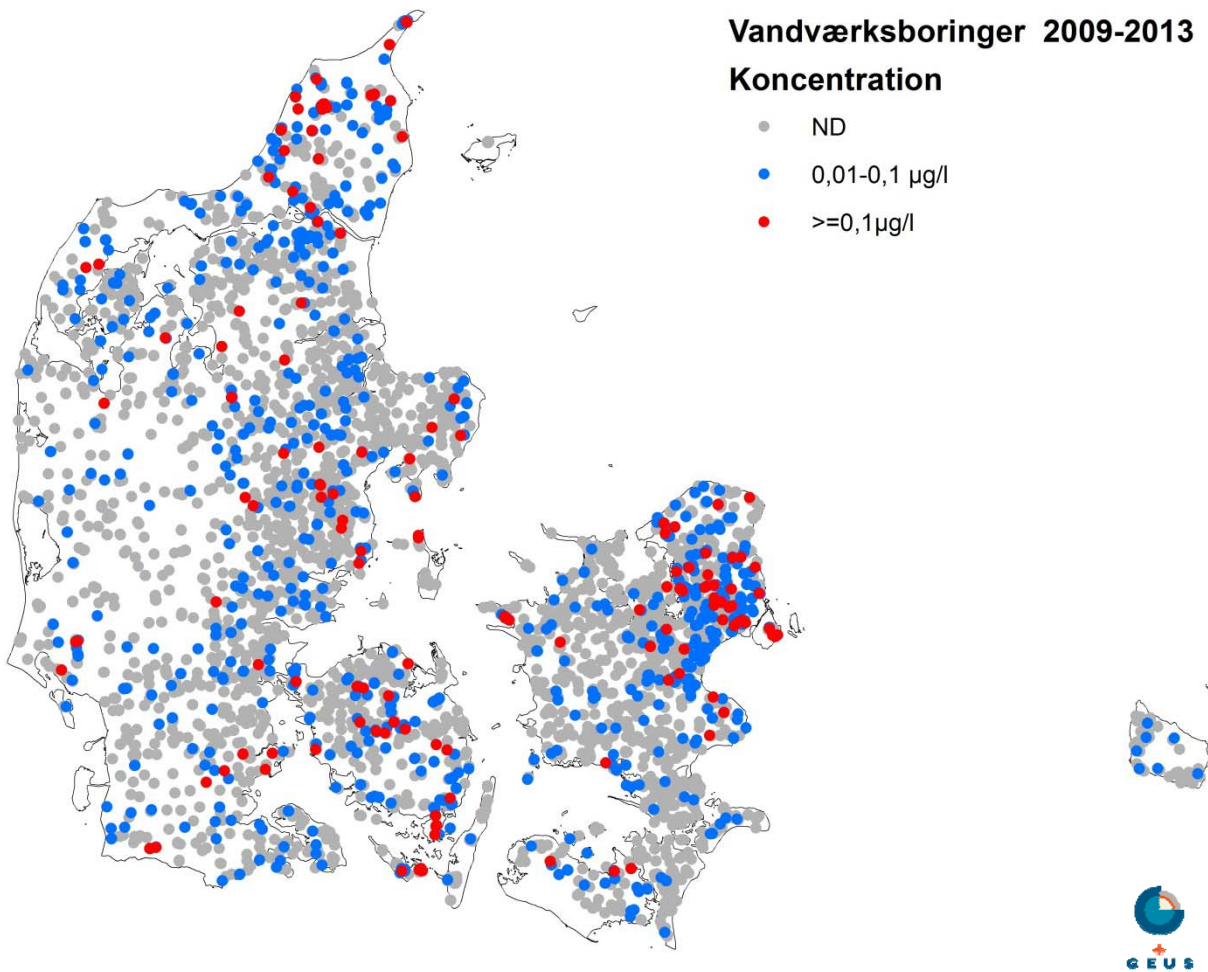 Vandværksboringer 2009-2013
Koncentration
ND
0,01-0,1 µg/l
>=0,1µg/l
GEUS